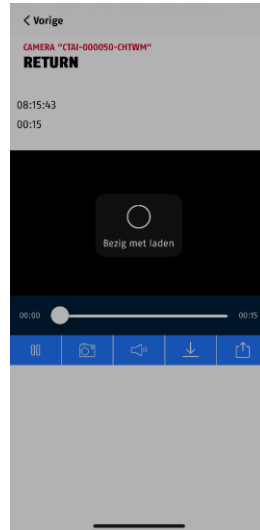 Vorige
CAMERA "CTAI-000050-CHTWM"
RETURN
08:15:43
00:15
Bezig met laden
00:00
00:15